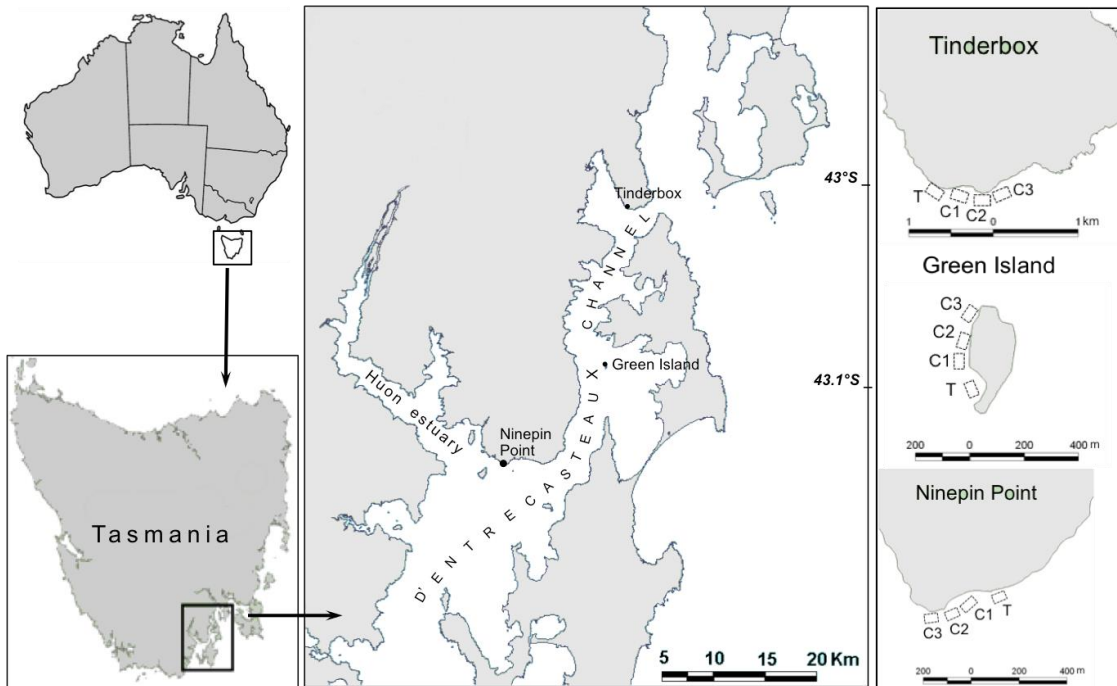 Tasmania
Tinderbox
43°S
D'ENTRECASTEAUX CHANNEL
Green Island
43.1°S
Huon estuary
Ninepin
Point
5 10 15 20 Km
Tinderbox
T
C1
C2
C3
1 0 1 km
Green Island
C3
C2
C1
T
200 0 200 400 m
Ninepin Point
C3
C2
C1
T
200 0 200 400 m